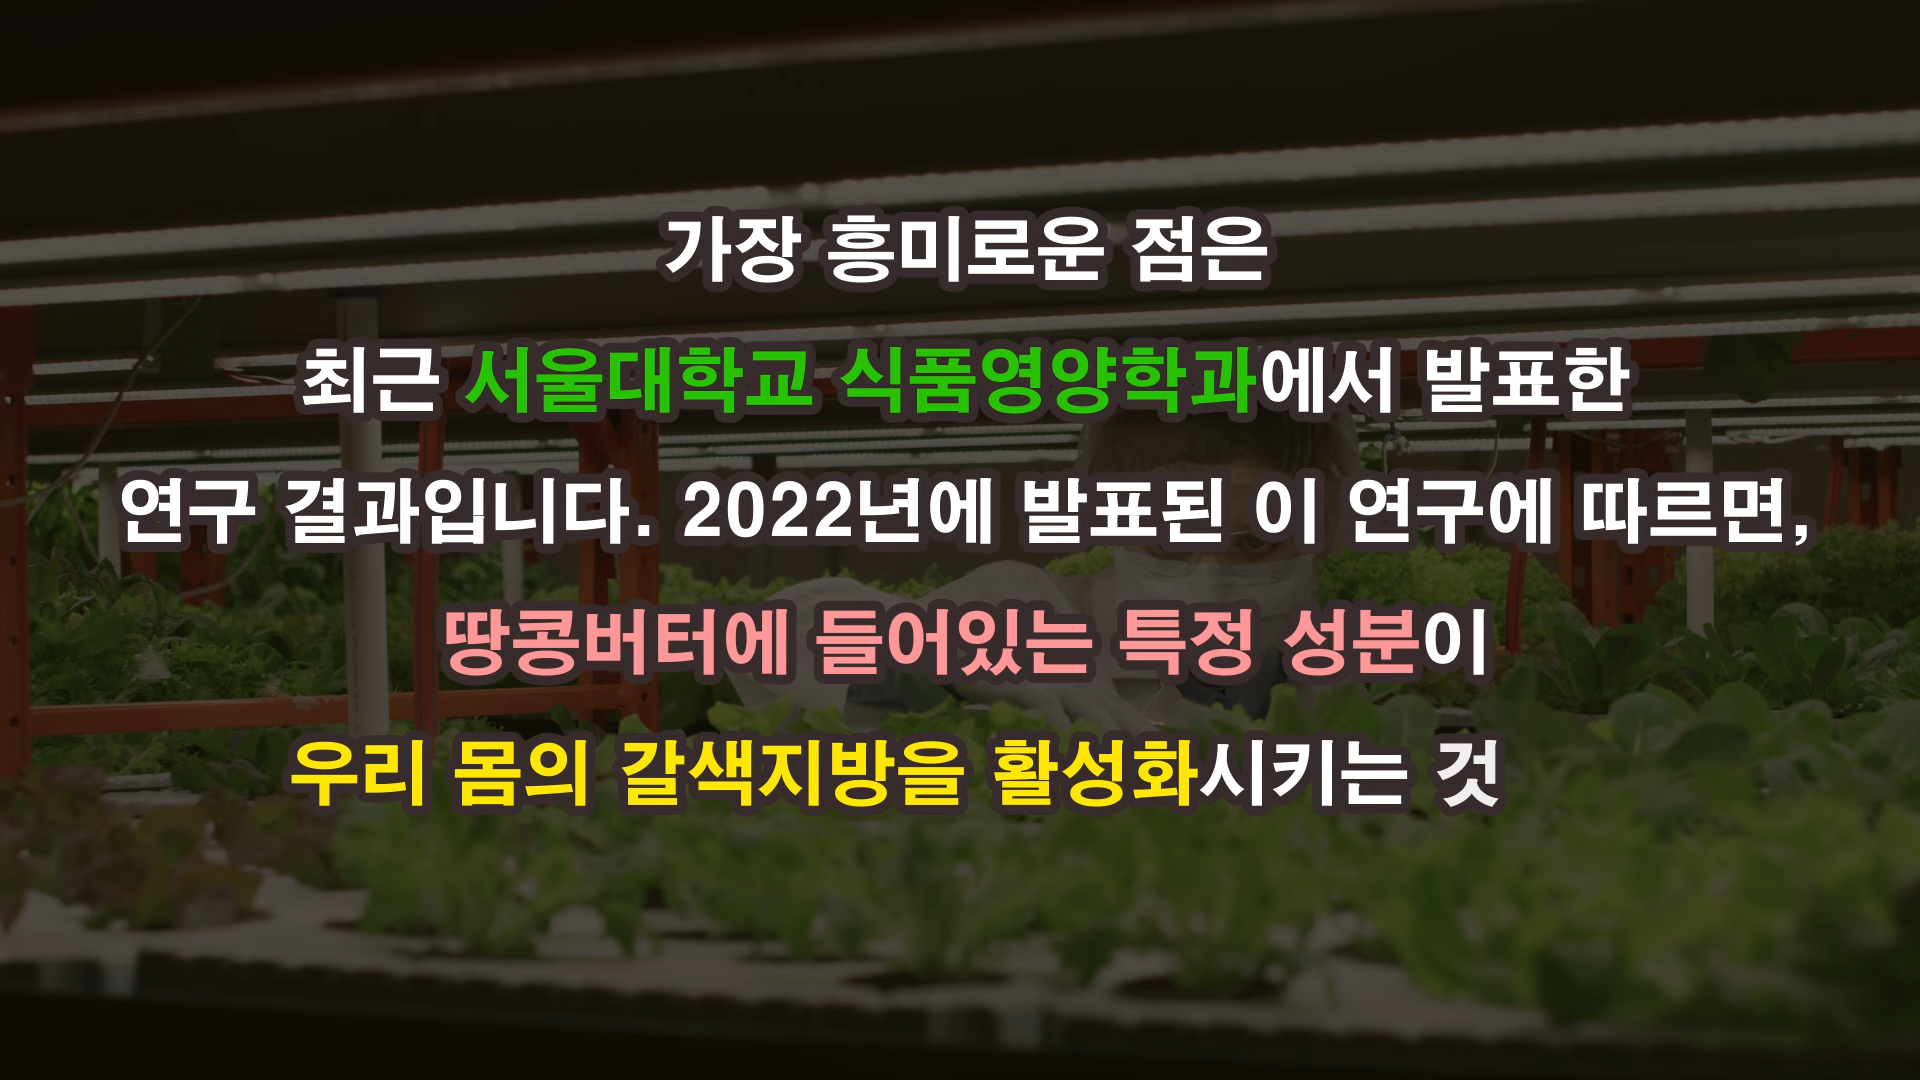 가장 흥미로운 점은
최근 서울대학교 식품영양학과에서 발표한
연구 결과입니다. 2022년에 발표된 이 연구에 따르면,
땅콩버터에 들어있는 특정 성분이
우리 몸의 갈색지방을 활성화시키는 것